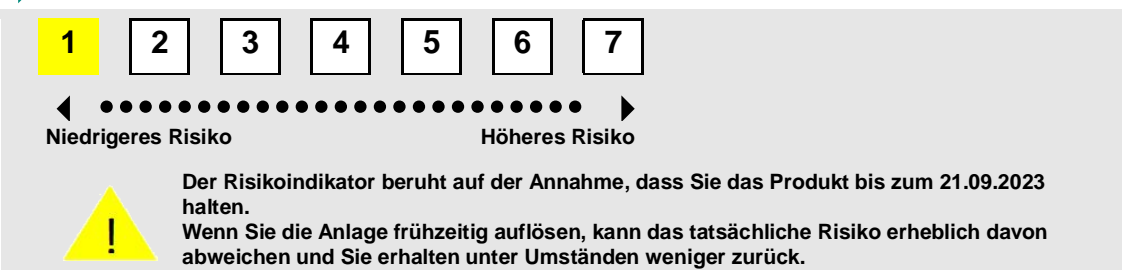 1 2 3 4 5 6 7
Niedrigeres Risiko Höheres Risiko
Der Risikoindikator beruht auf der Annahme, dass Sie das Produkt bis zum 21.09.2023
halten.
!
Wenn Sie die Anlage frühzeitig auflösen, kann das tatsächliche Risiko erheblich davon
abweichen und Sie erhalten unter Umständen weniger zurück.